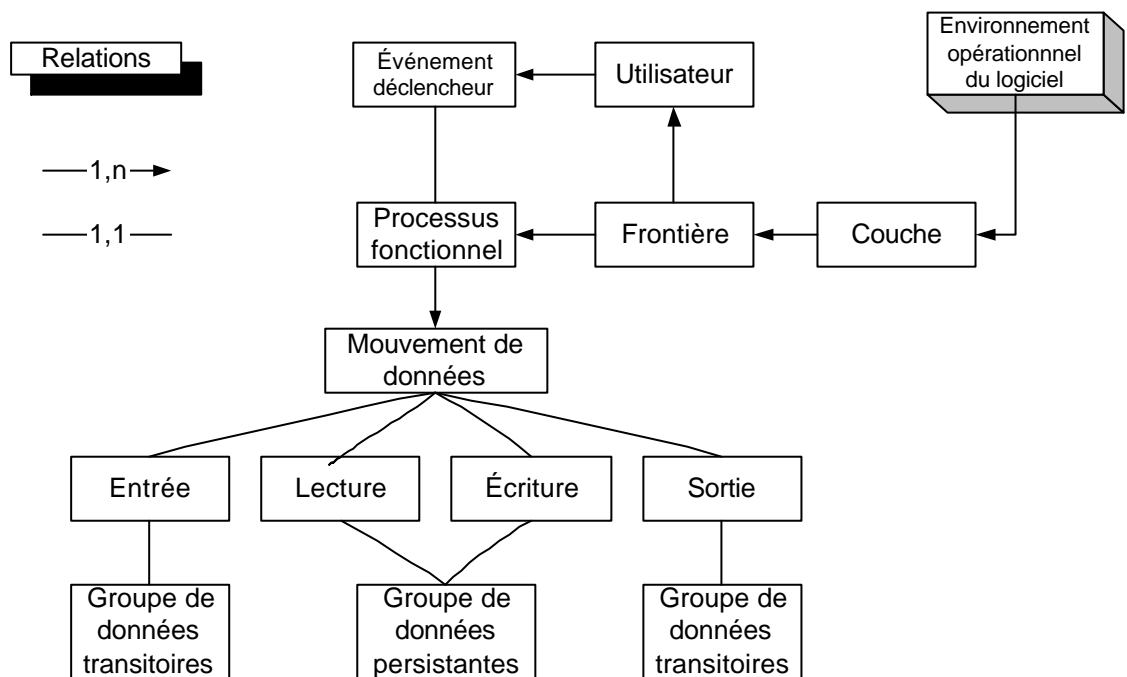 Relations
1,n
1,1
Événement
déclencheur
Utilisateur
Environnement
opérationnnel
du logiciel
Processus
fonctionnel
Frontière
Couche
Mouvement de
données
Entrée
Lecture
Écriture
Sortie
Groupe de
données
transitoires
Groupe de
données
persistantes
Groupe de
données
transitoires